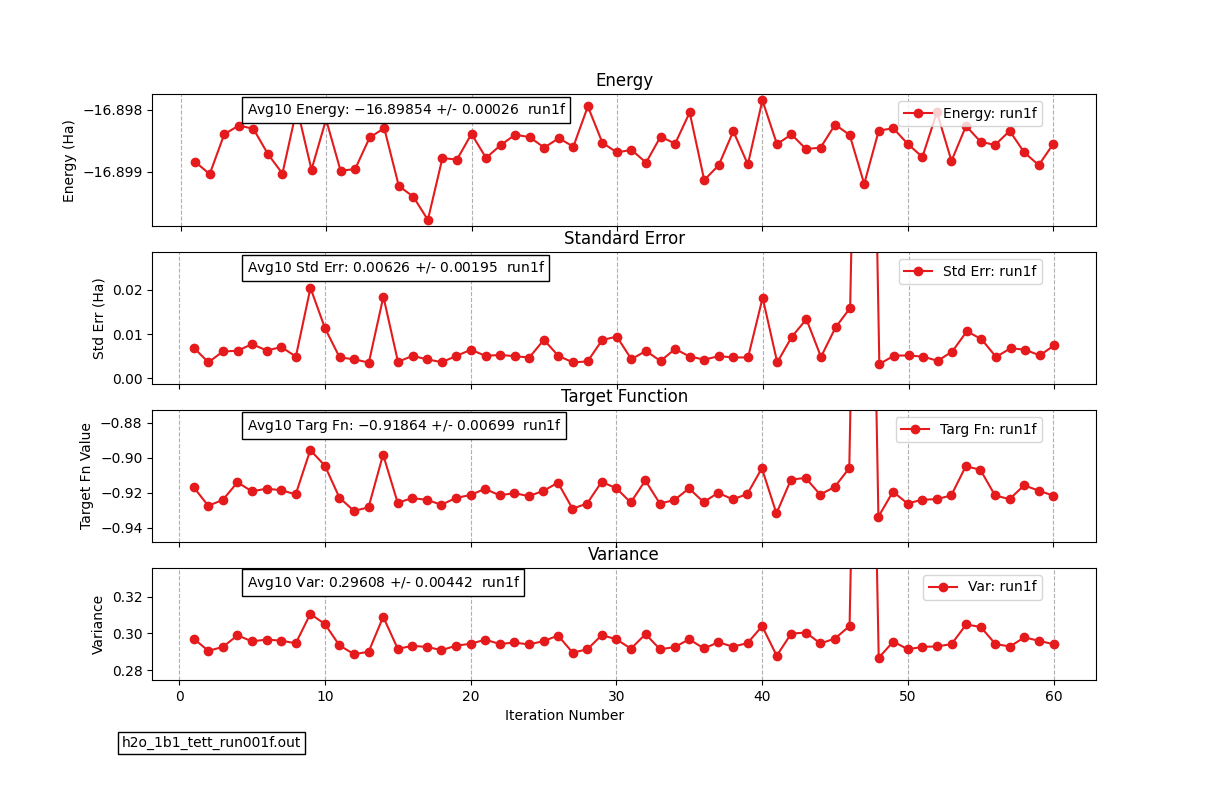 Energy
Energy (Ha)
−16.898
−16.899
Avg10 Energy: −16.89854 +/- 0.00026 run1f
Energy: run1f
Standard Error
Std Err (Ha)
0.02
0.01
0.00
Avg10 Std Err: 0.00626 +/- 0.00195 run1f
Std Err: run1f
Target Function
Target Fn Value
−0.88
−0.90
−0.92
−0.94
Avg10 Targ Fn: −0.91864 +/- 0.00699 run1f
Targ Fn: run1f
Variance
Variance
0.32
0.30
0.28
Avg10 Var: 0.29608 +/- 0.00442 run1f
Var: run1f
0 10 20 30 40 50 60
Iteration Number
h2o_1b1_tett_run001f.out